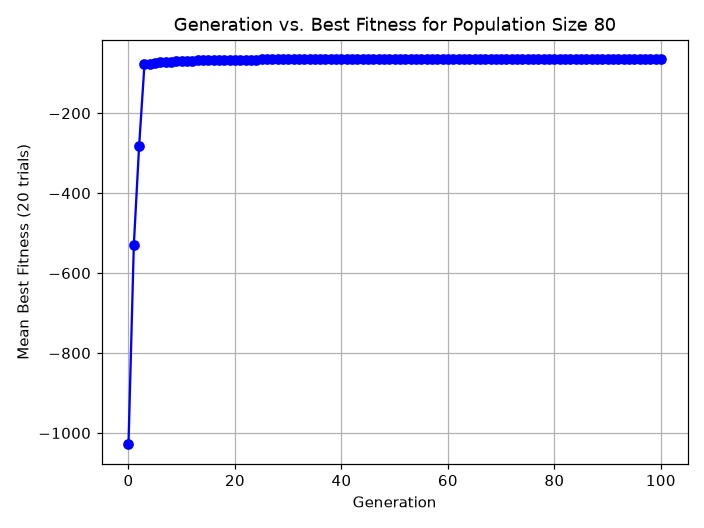 Generation vs. Best Fitness for Population Size 80
Mean Best Fitness (20 trials)
−200
−400
−600
−800
−1000
0 20 40 60 80 100
Generation